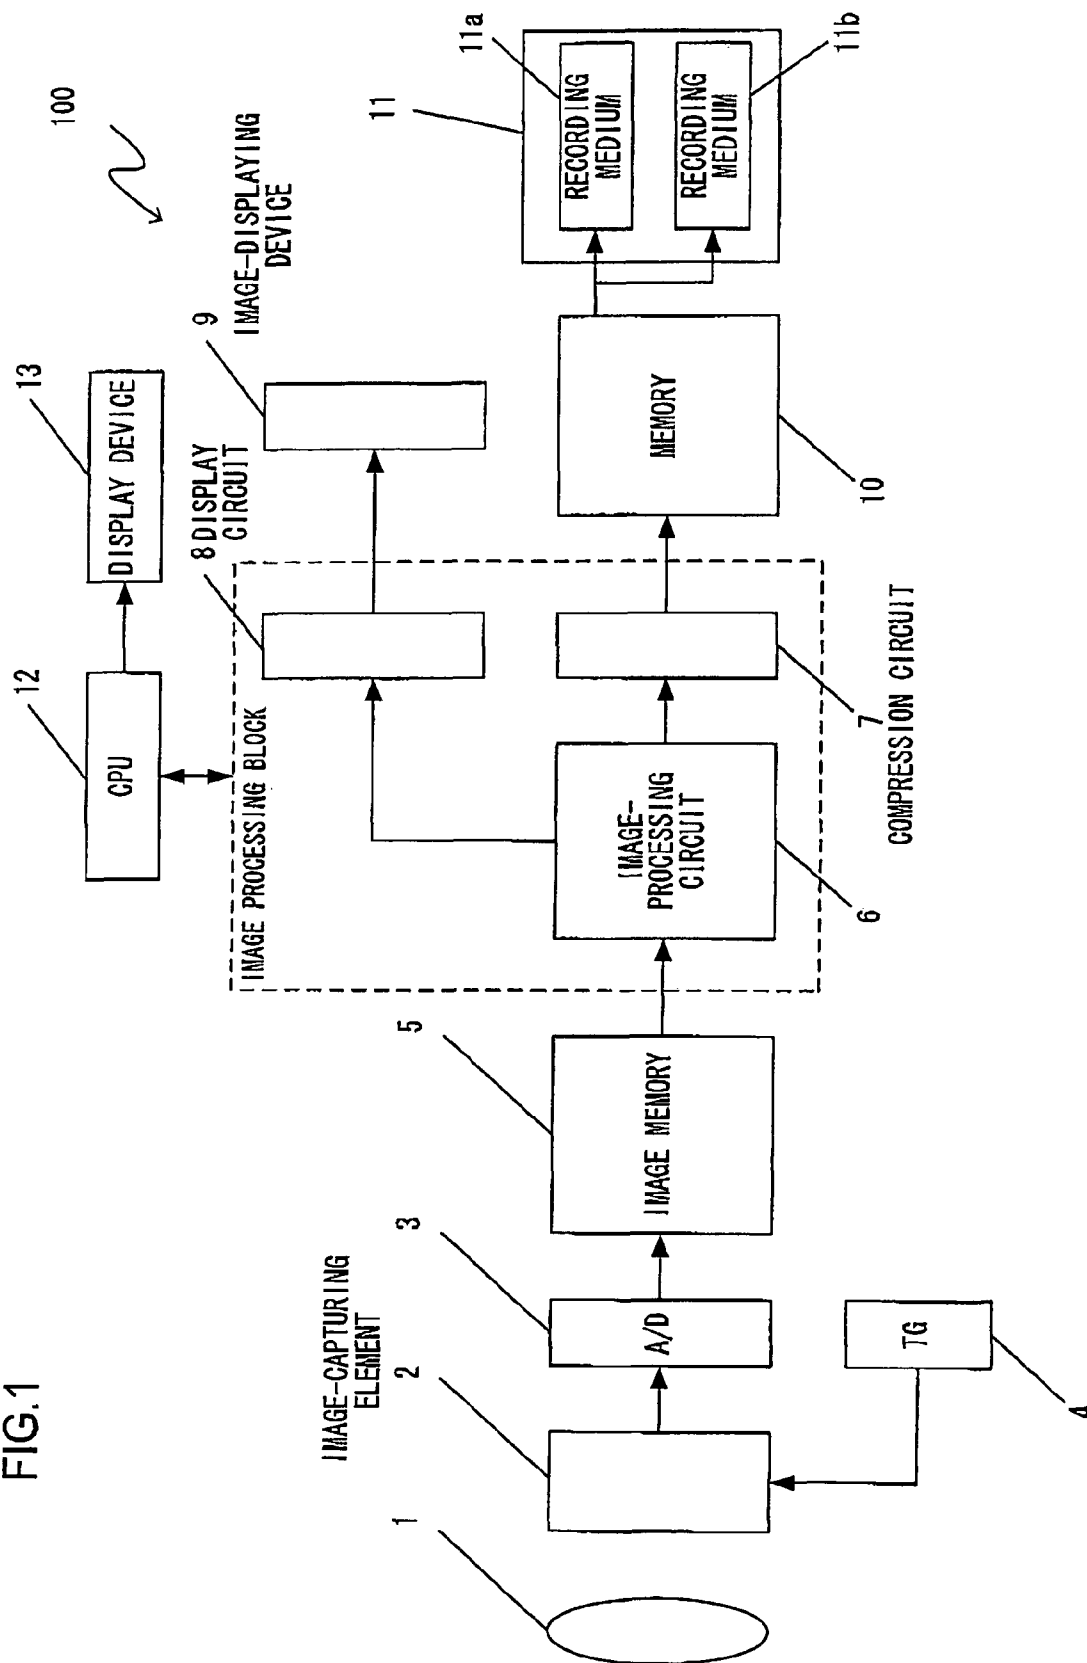 FIG.1
100
12
CPU
13
DISPLAY DEVICE
IMAGE PROCESSING BLOCK
8 DISPLAY
CIRCUIT
9
IMAGE-DISPLAYING
DEVICE
11
11a
RECORDING
MEDIUM
RECORDING
MEDIUM
11b
IMAGE-CAPTURING
ELEMENT
1
2
3
A/D
5
IMAGE MEMORY
IMAGE-
PROCESSING
CIRCUIT
6
7
COMPRESSION CIRCUIT
MEMORY
10
TG
4